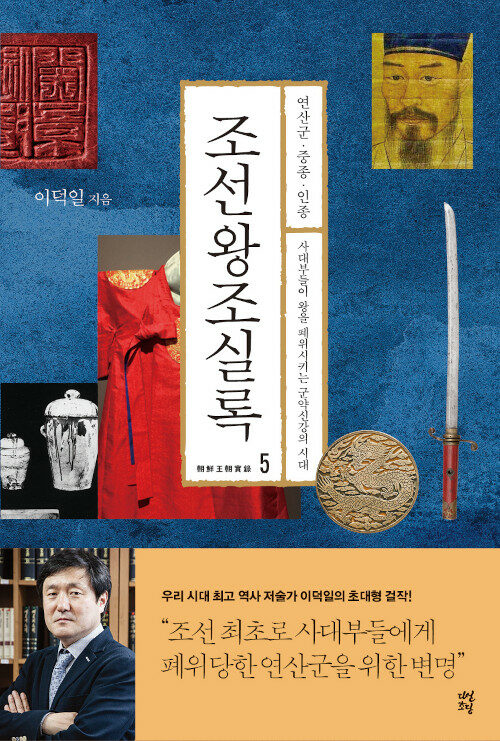 연산군·중종·인종
사대부들이 왕을 폐위시키는 군약신강의 시대
조선왕조실록
朝鮮王朝實錄 5
이덕일 지음
우리 시대 최고 역사 저술가 이덕일의 초대형 걸작!
“조선 최초로 사대부들에게
폐위당한 연산군을 위한 변명”
다산
초당